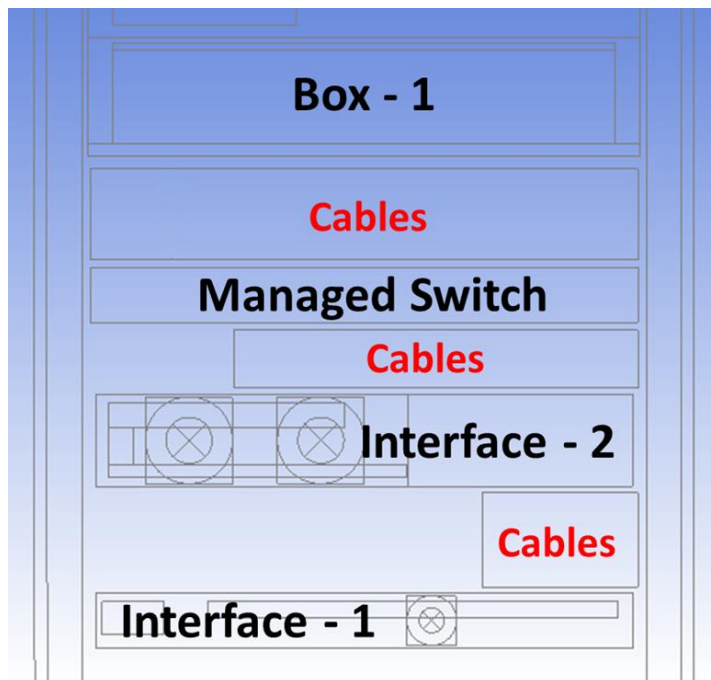 Box - 1
Cables
Managed Switch
Cables
Interface - 2
Cables
Interface - 1